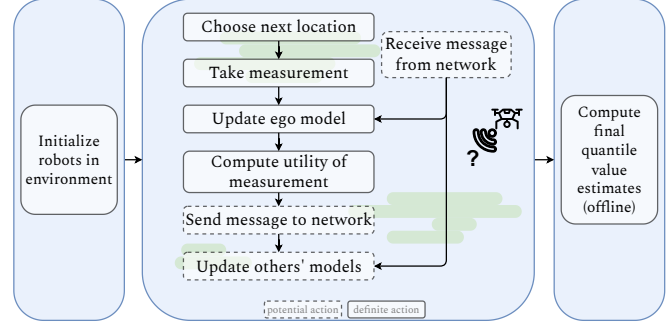 Initialize
robots in
environment
Choose next location
Take measurement
Update ego model
Compute utility of
measurement
Send message to network
Update others' models
Receive message
from network
?
potential action
definite action
Compute
final
quantile
value
estimates
(offline)